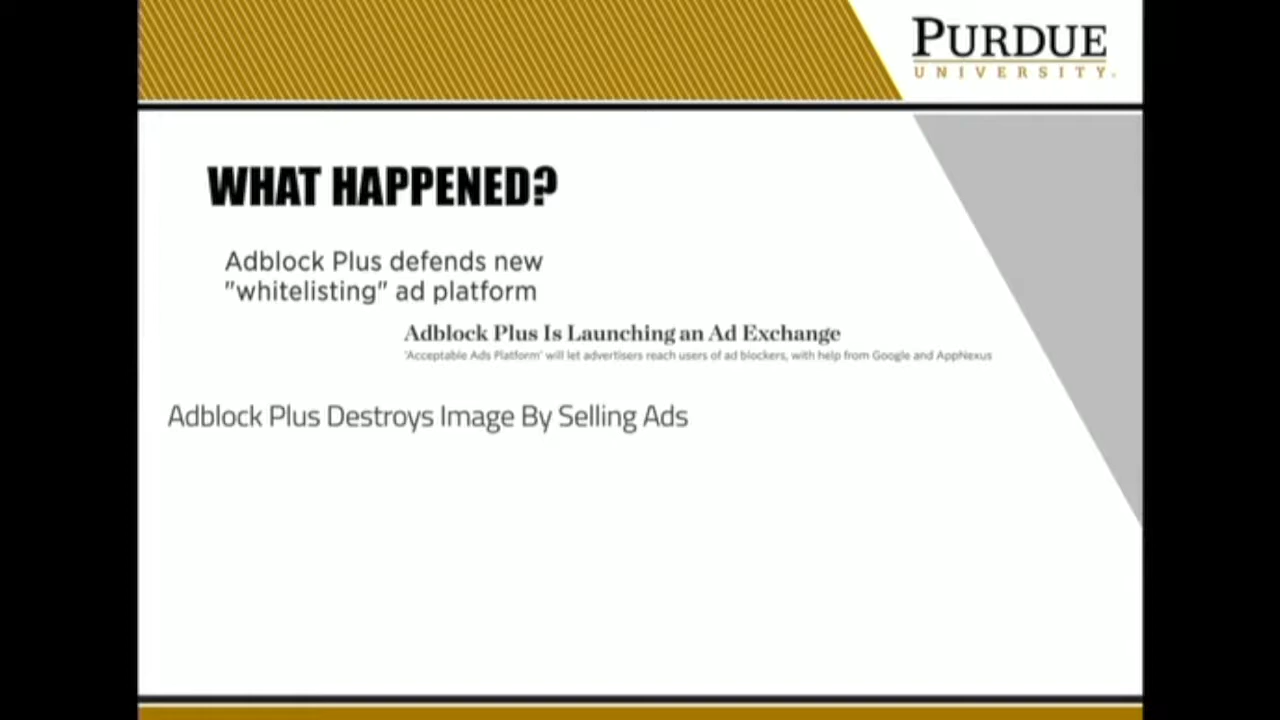 PURDUE
UNIVERSITY.
WHAT HAPPENED?
Adblock Plus defends new
"whitelisting" ad platform
Adblock Plus Is Launching an Ad Exchange
'Acceptable Ads Platform' will let advertisers reach users of ad blockers, with help from Google and AppNexus
Adblock Plus Destroys Image By Selling Ads